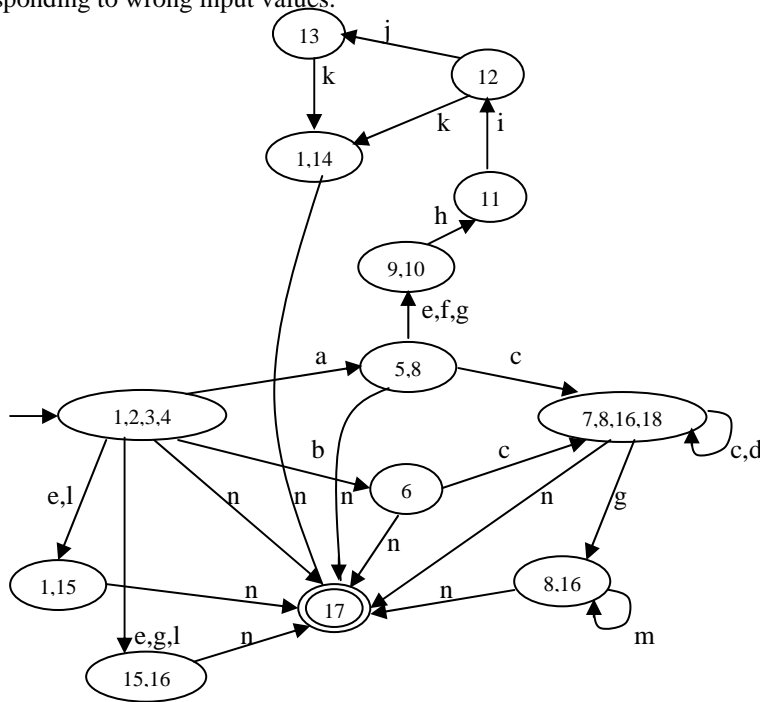 sponding to wrong input values.
13
j
12
k
k
i
1,14
11
h
9,10
e,f,g
a
5,8
c
1,2,3,4
7,8,16,18
b
c
c,d
e,l
n
n
n
6
n
g
n
1,15
n
17
n
8,16
e,g,l
n
m
15,16